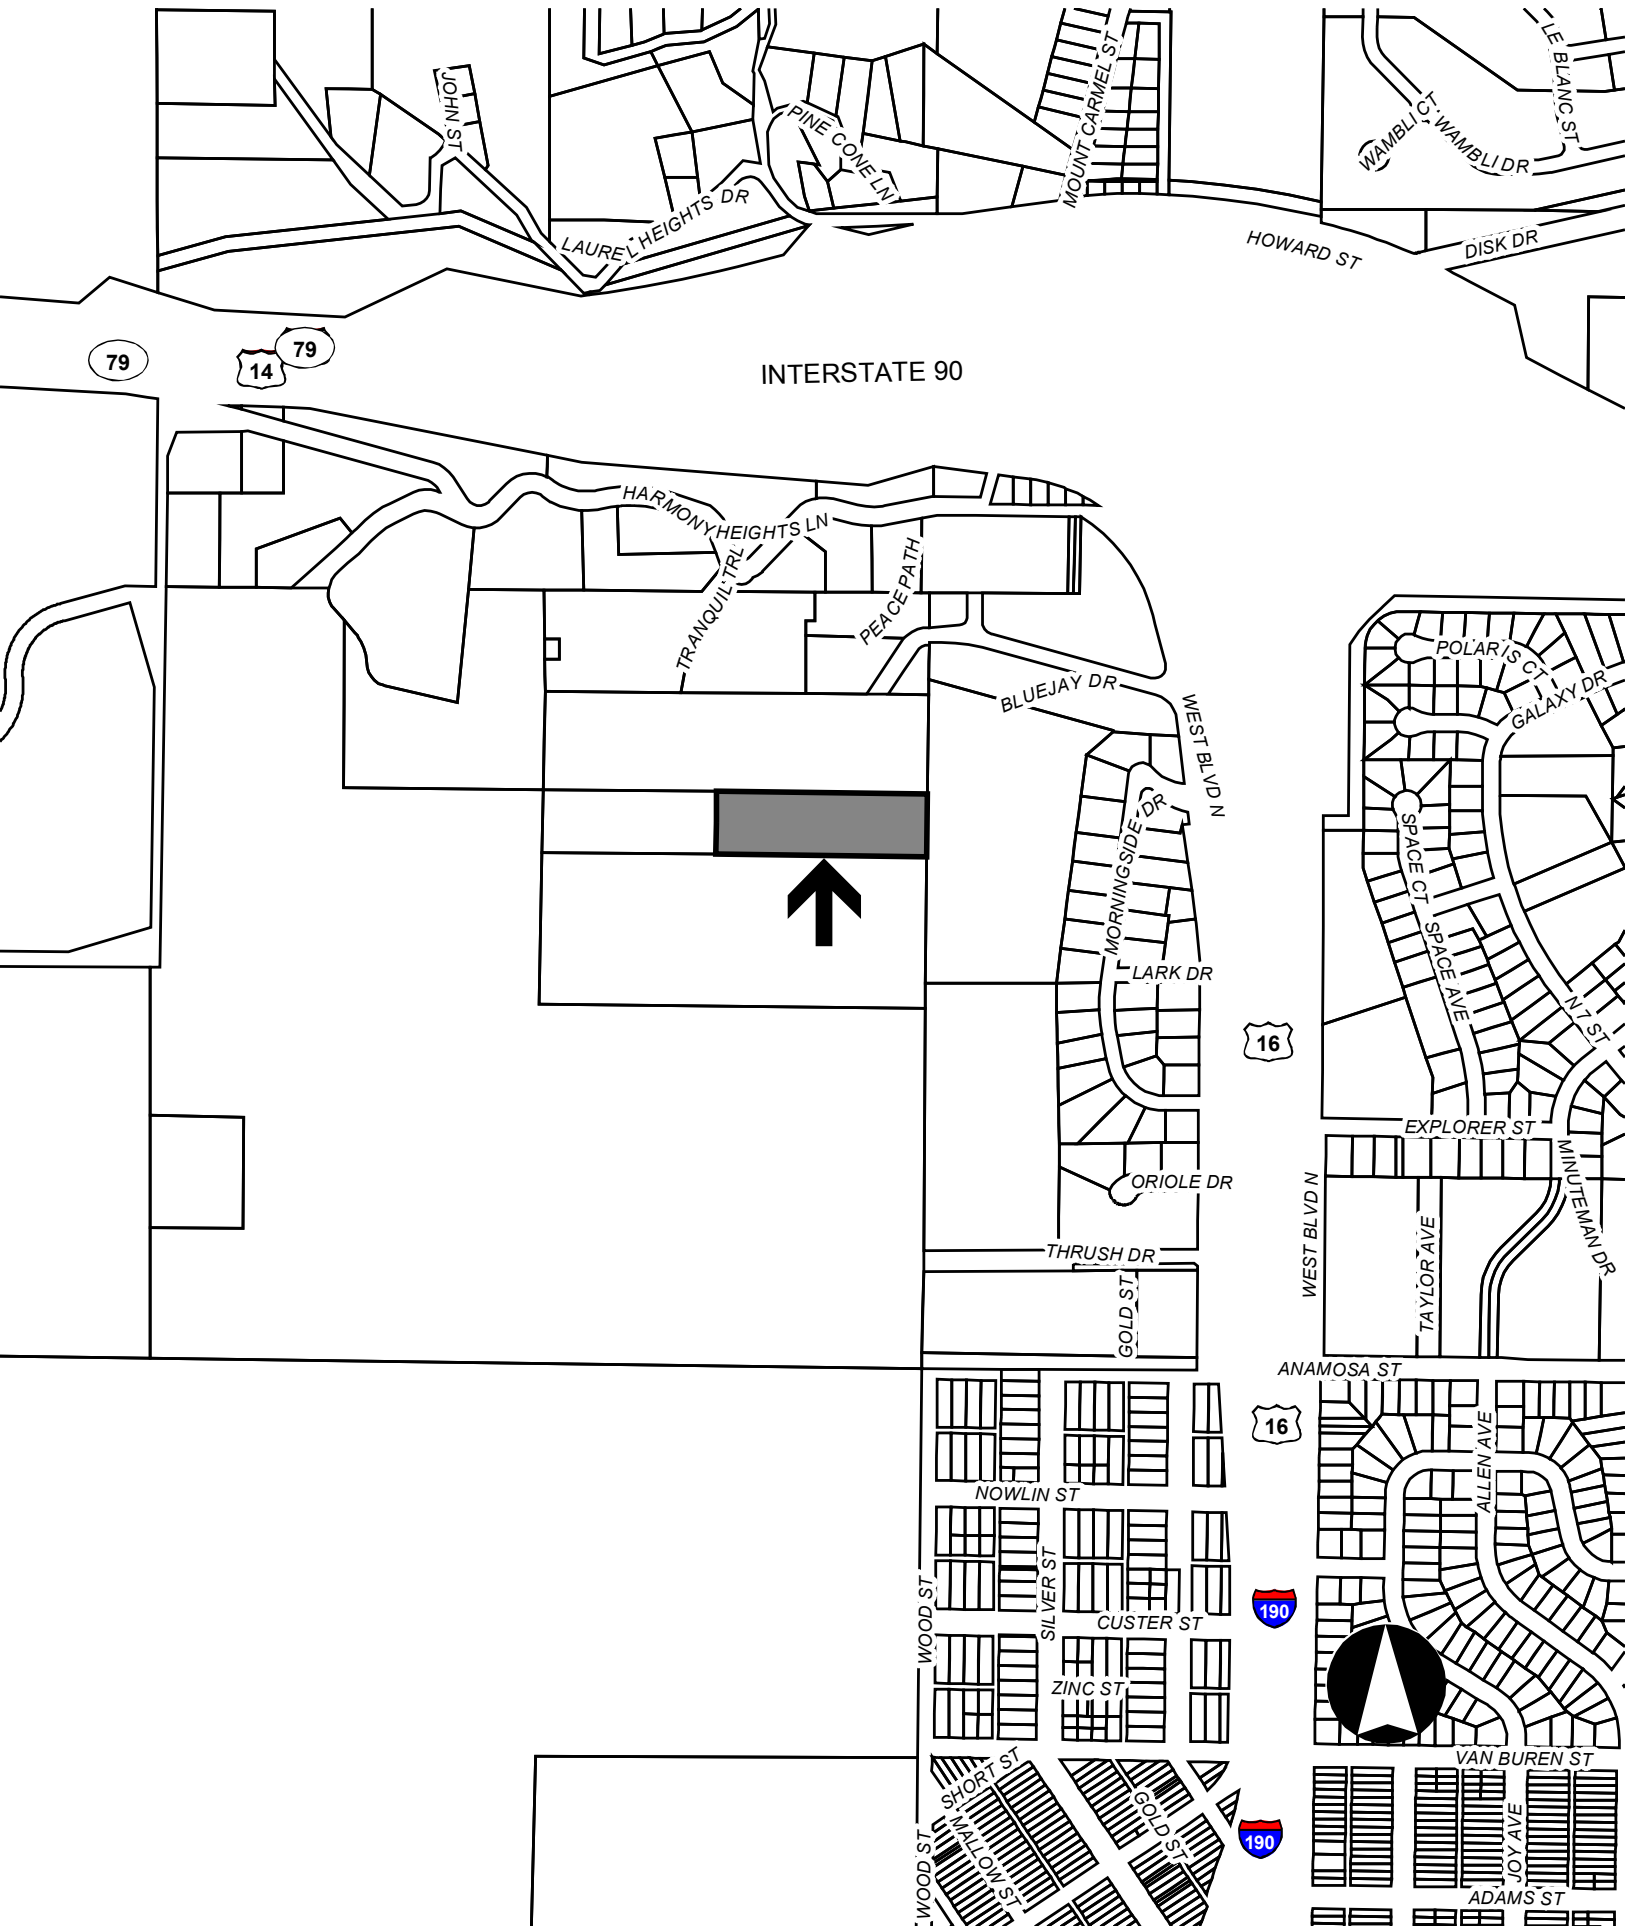 LE BLANC ST
JOHN ST
MOUNT CARMEL ST
PINE CONE LN
WAMBLI CT
WAMBLI DR
LAUREL HEIGHTS DR
HOWARD ST
DISK DR
79
14
79
INTERSTATE 90
HARMONY HEIGHTS LN
TRANQUIL TRL
PEACE PATH
BLUEJAY DR
WEST BLVD N
POLARIS CT
GALAXY DR
MORNINGSIDE DR
SPACE CT
LARK DR
SPACE AVE
N 7 ST
16
EXPLORER ST
ORIOLE DR
MINUTEMAN DR
THRUSH DR
WEST BLVD N
TAYLOR AVE
GOLD ST
ANAMOSA ST
16
ALLEN AVE
NOWLIN ST
WOOD ST
SILVER ST
190
CUSTER ST
ZINC ST
VAN BUREN ST
SHORT ST
GOLD ST
MALLOW ST
WOOD ST
190
JOY AVE
ADAMS ST